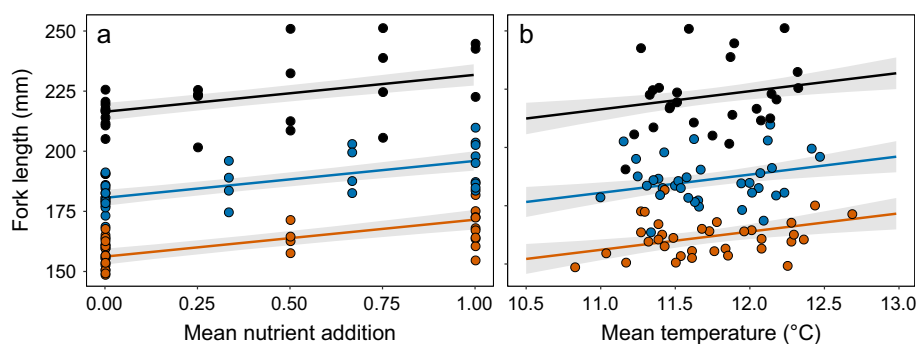 a
b
Fork length (mm)
250
225
200
175
150
0.00 0.25 0.50 0.75 1.00
10.5 11.0 11.5 12.0 12.5 13.0
Mean nutrient addition
Mean temperature (°C)